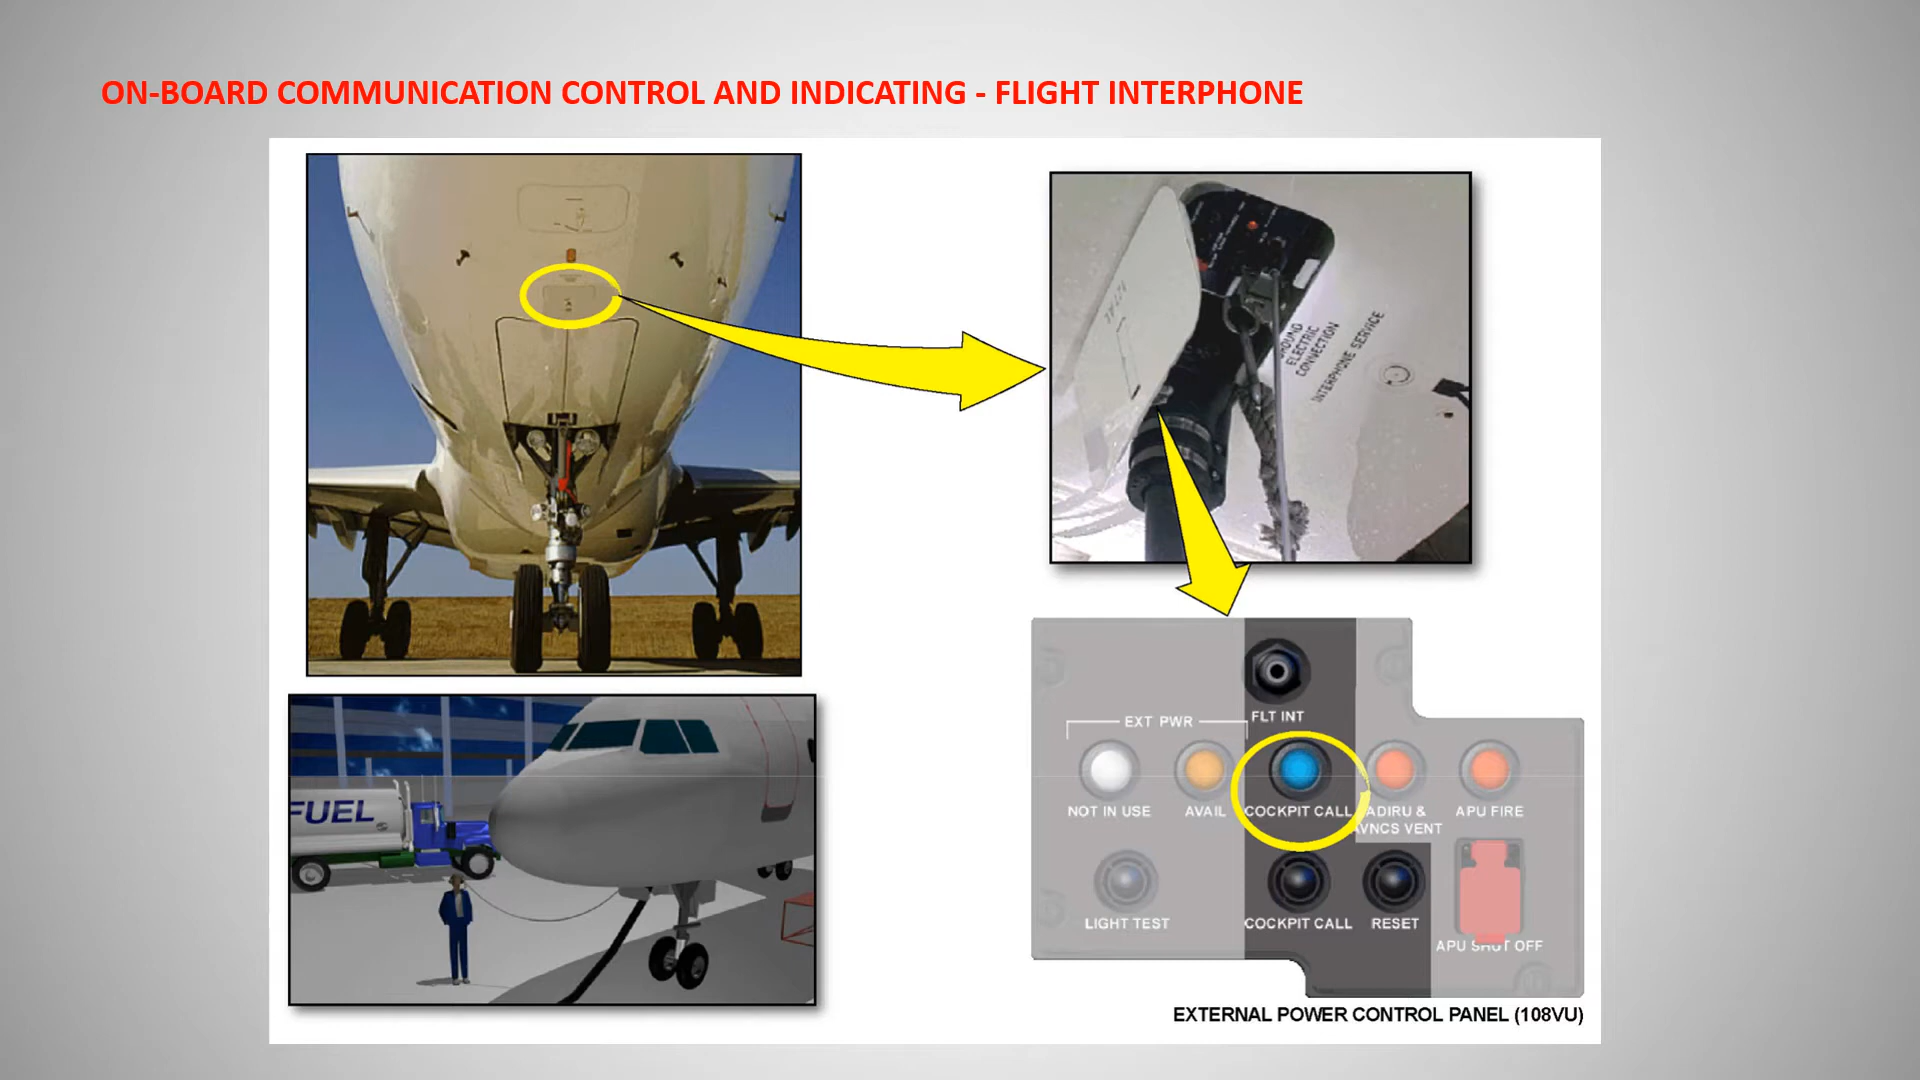 ON-BOARD COMMUNICATION CONTROL AND INDICATING - FLIGHT INTERPHONE
GROUND
ELECTRIC
CONNECTION
INTERPHONE SERVICE
FUEL
FLT INT
EXT PWR
NOT IN USE
AVAIL
COCKPIT CALL
ADIRU &
AVNCS VENT
APU FIRE
LIGHT TEST
COCKPIT CALL
RESET
APU SHUT OFF
EXTERNAL POWER CONTROL PANEL (108VU)